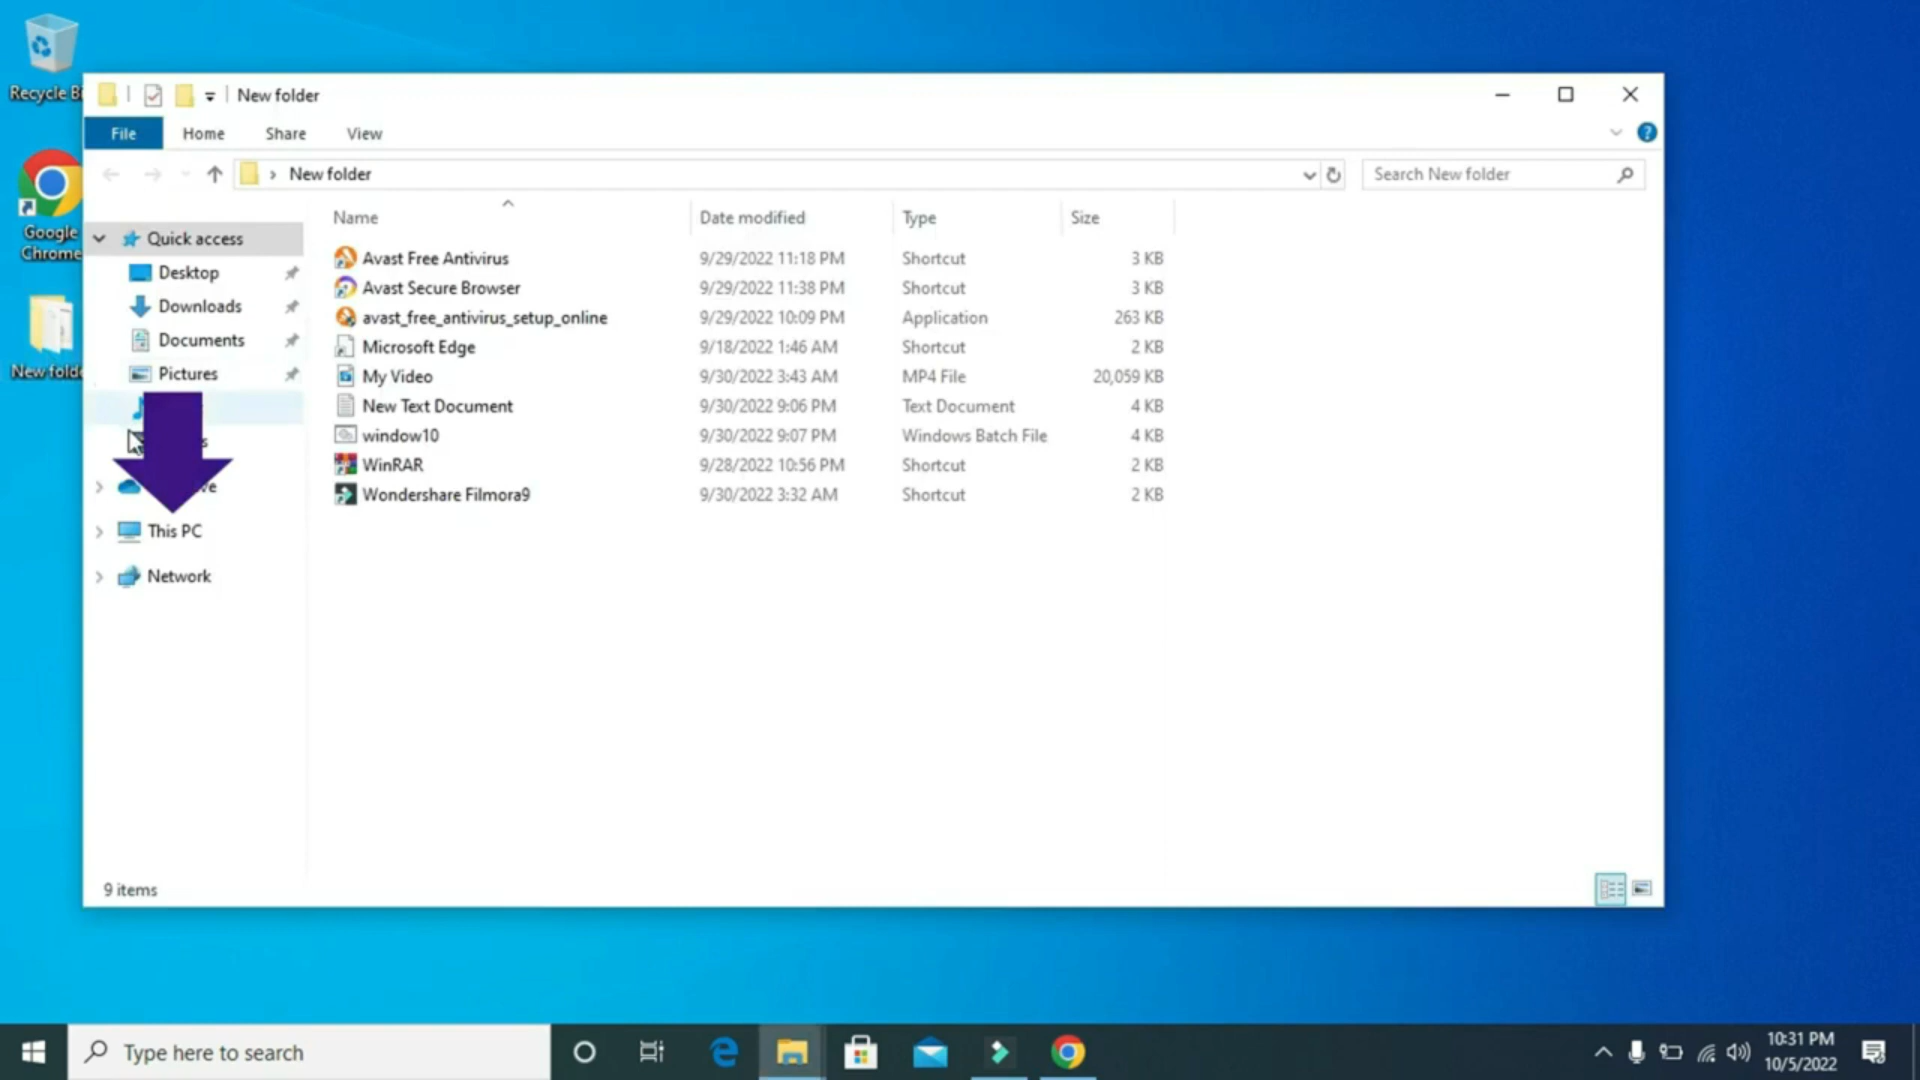 Recycle Bi
Google
Chrome
New folde
New folder
File Home Share View
New folder
Search New folder
Quick access
Desktop
Downloads
Documents
Pictures
This PC
Network
Name Date modified Type Size
Avast Free Antivirus 9/29/2022 11:18 PM Shortcut 3 KB
Avast Secure Browser 9/29/2022 11:38 PM Shortcut 3 KB
avast_free_antivirus_setup_online 9/29/2022 10:09 PM Application 263 KB
Microsoft Edge 9/18/2022 1:46 AM Shortcut 2 KB
My Video 9/30/2022 3:43 AM MP4 File 20,059 KB
New Text Document 9/30/2022 9:06 PM Text Document 4 KB
window10 9/30/2022 9:07 PM Windows Batch File 4 KB
WinRAR 9/28/2022 10:56 PM Shortcut 2 KB
Wondershare Filmora9 9/30/2022 3:32 AM Shortcut 2 KB
9 items
Type here to search
10:31 PM
10/5/2022